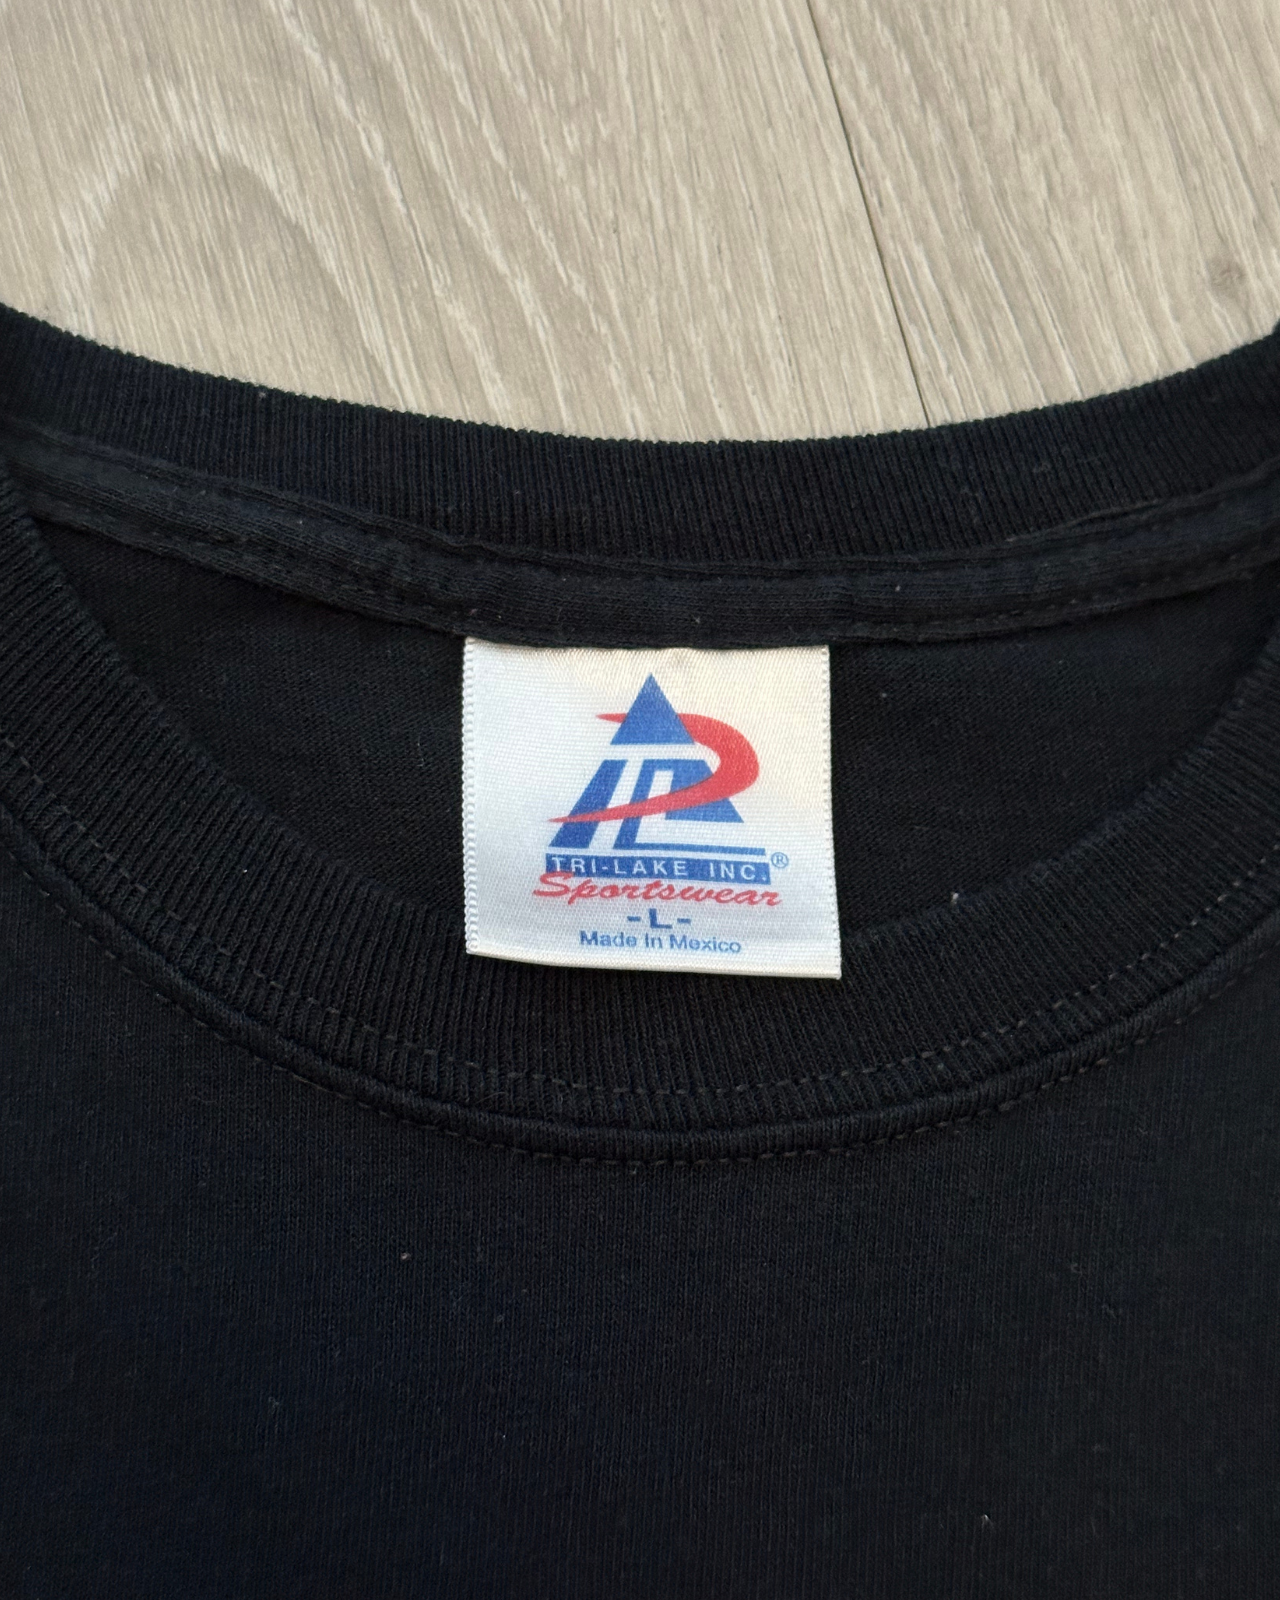 TRI-LAKE INC.®
Sportswear
-L-
Made In Mexico